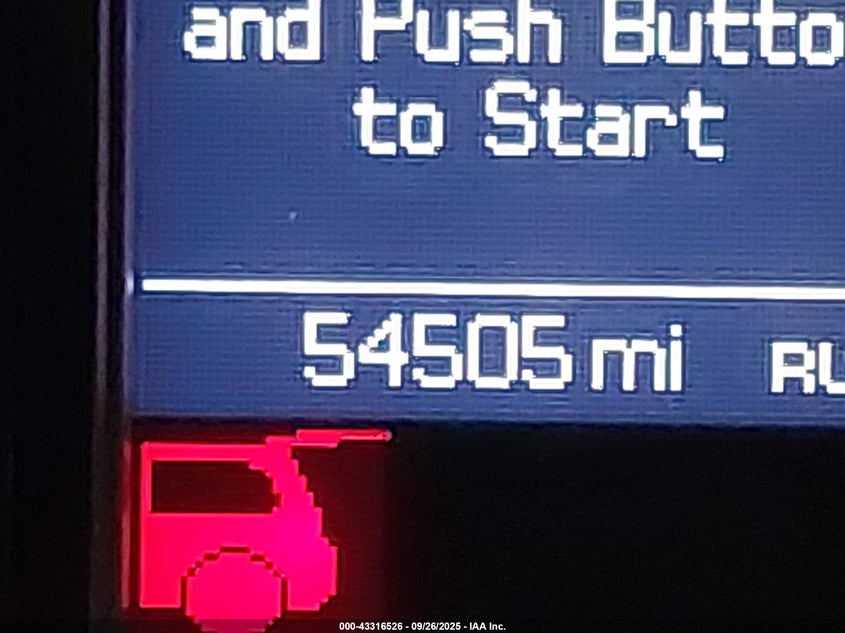 and Push Butto
to Start
54505 mi
000-43316526 - 09/26/2025 - IAA Inc.